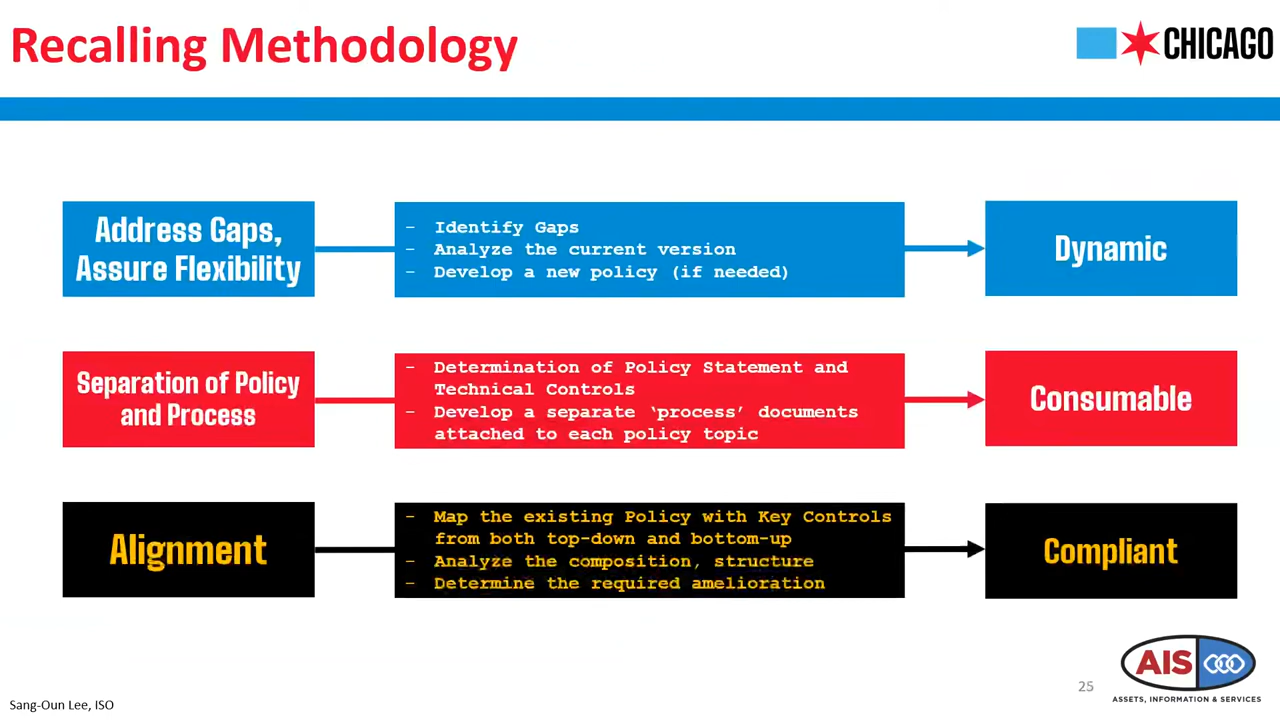 Recalling Methodology
CHICAGO
Address Gaps,
Assure Flexibility
- Identify Gaps
- Analyze the current version
- Develop a new policy (if needed)
Dynamic
Separation of Policy
and Process
- Determination of Policy Statement and
Technical Controls
- Develop a separate ‘process’ documents
attached to each policy topic
Consumable
Alignment
- Map the existing Policy with Key Controls
from both top-down and bottom-up
- Analyze the composition, structure
- Determine the required amelioration
Compliant
AIS
ASSETS, INFORMATION & SERVICES
25
Sang-Oun Lee, ISO